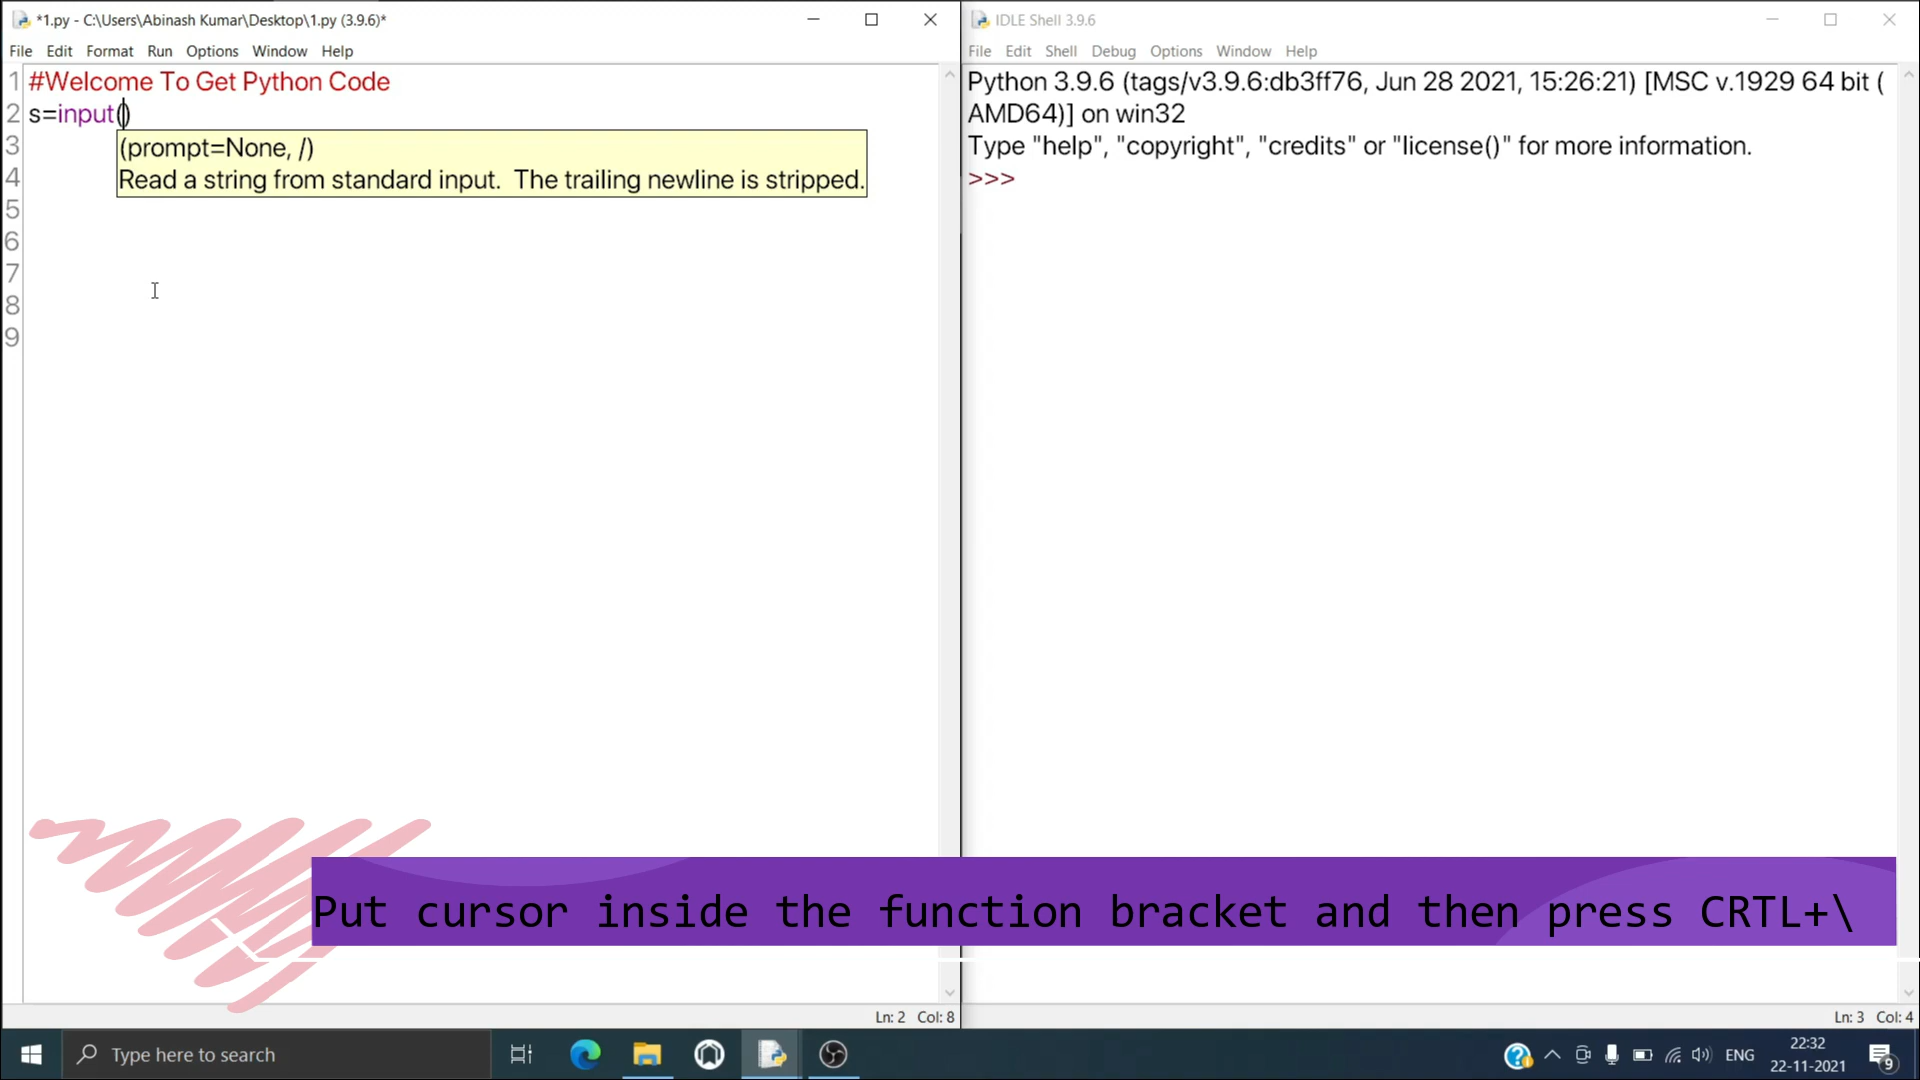 *1.py - C:\Users\Abinash Kumar\Desktop\1.py (3.9.6)*
File Edit Format Run Options Window Help
1 #Welcome To Get Python Code
2 s=input()
3
4
5
6
7
8
9
(prompt=None, /)
Read a string from standard input.  The trailing newline is stripped.
Ln: 2 Col: 8
IDLE Shell 3.9.6
File Edit Shell Debug Options Window Help
Python 3.9.6 (tags/v3.9.6:db3ff76, Jun 28 2021, 15:26:21) [MSC v.1929 64 bit (
AMD64)] on win32
Type "help", "copyright", "credits" or "license()" for more information.
>>>
Ln: 3 Col: 4
Put cursor inside the function bracket and then press CRTL+\
Type here to search
ENG
22:32
22-11-2021
9